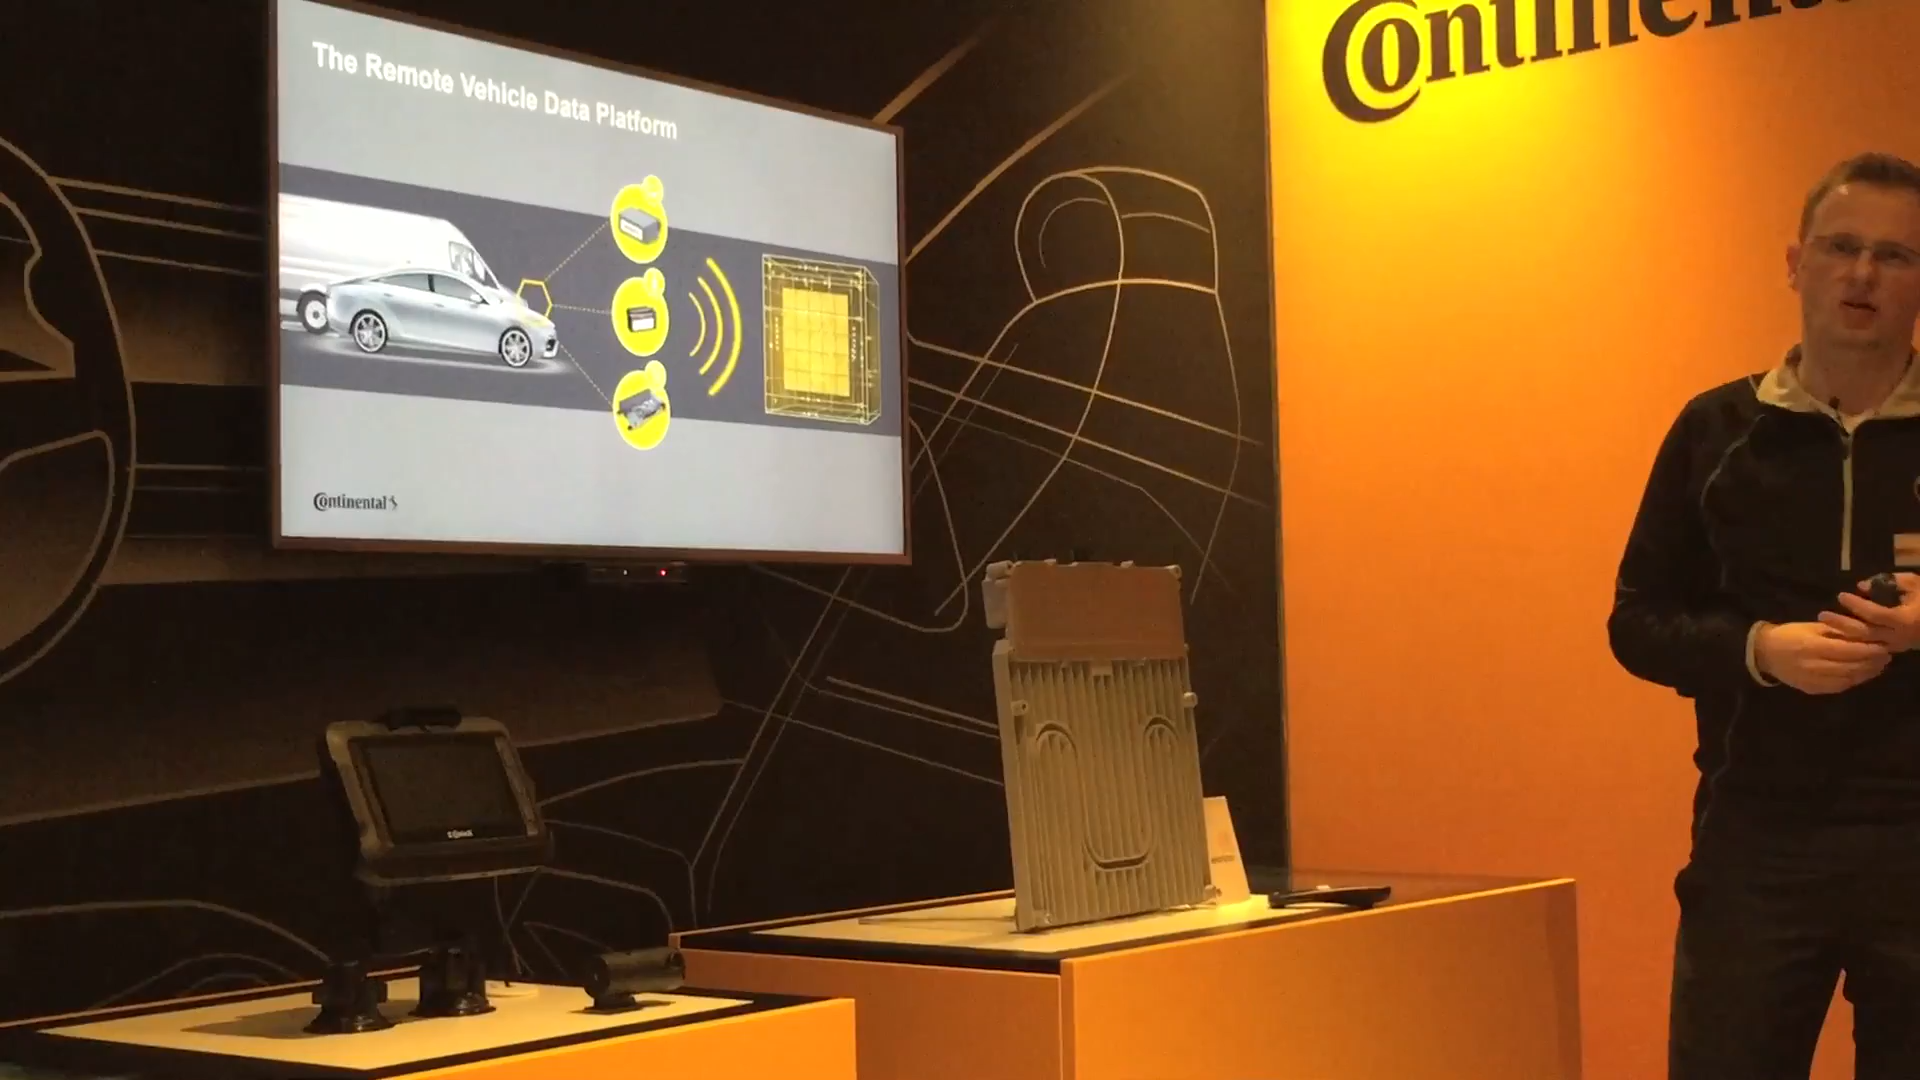 The Remote Vehicle Data Platform
Continental
Continental